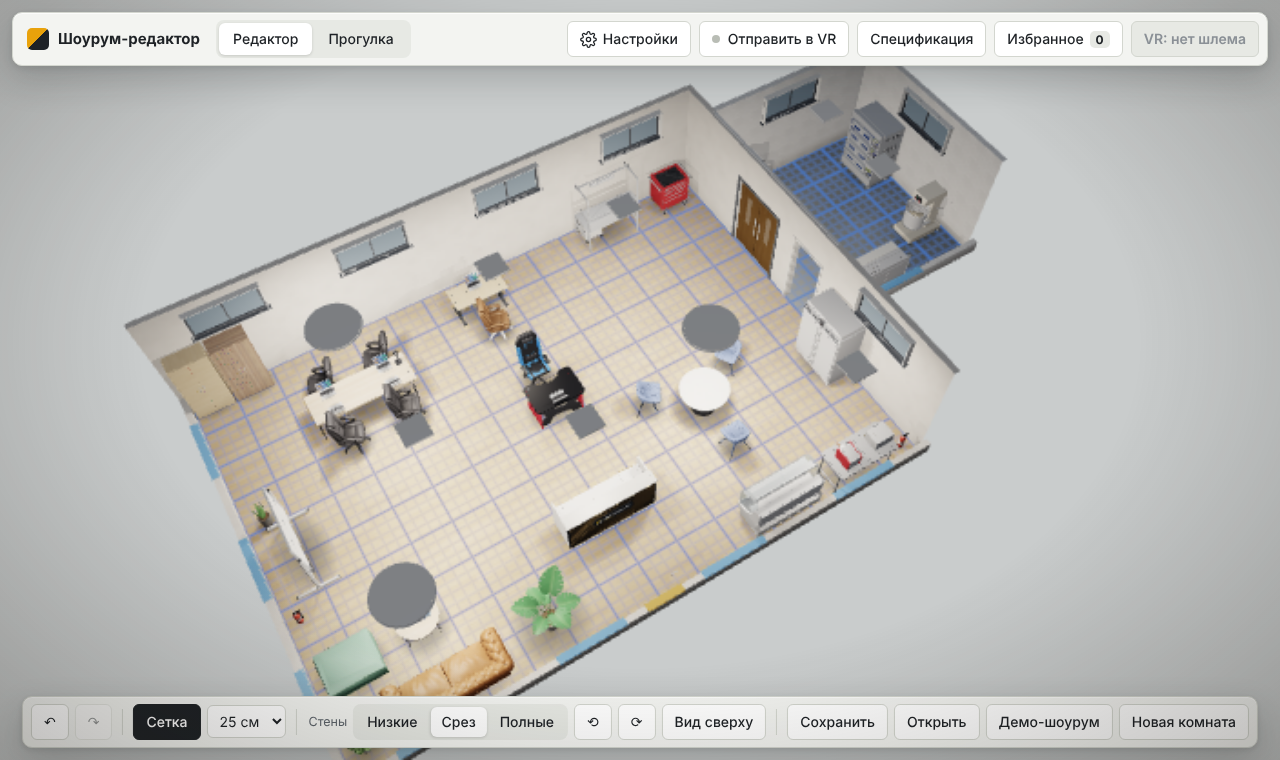 Шоурум-редактор
Редактор
Прогулка
Настройки
Отправить в VR
Спецификация
Избранное 0
VR: нет шлема
Сетка
25 см
Стены
Низкие
Срез
Полные
Вид сверху
Сохранить
Открыть
Демо-шоурум
Новая комната